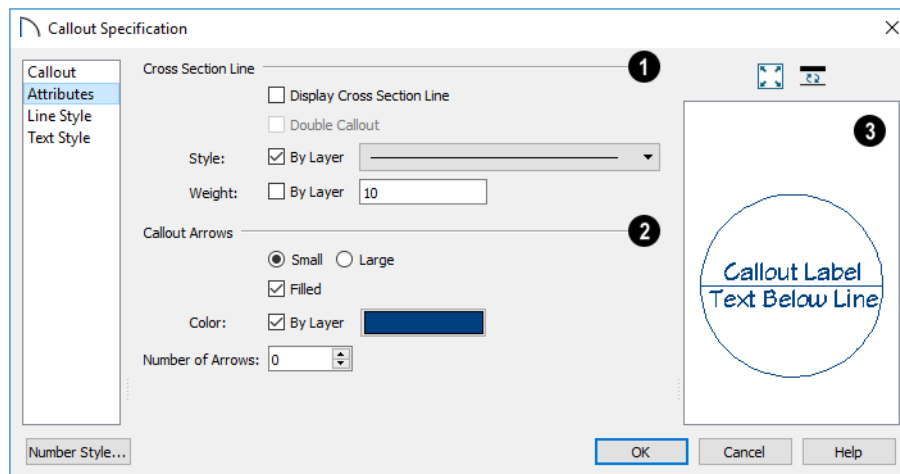 Callout Specification
Callout
Attributes
Line Style
Text Style
Cross Section Line
1
Display Cross Section Line
Double Callout
Style: By Layer
Weight: By Layer 10
Callout Arrows
2
Small Large
Filled
Color: By Layer
Number of Arrows: 0
3
Callout Label
Text Below Line
Number Style... OK Cancel Help